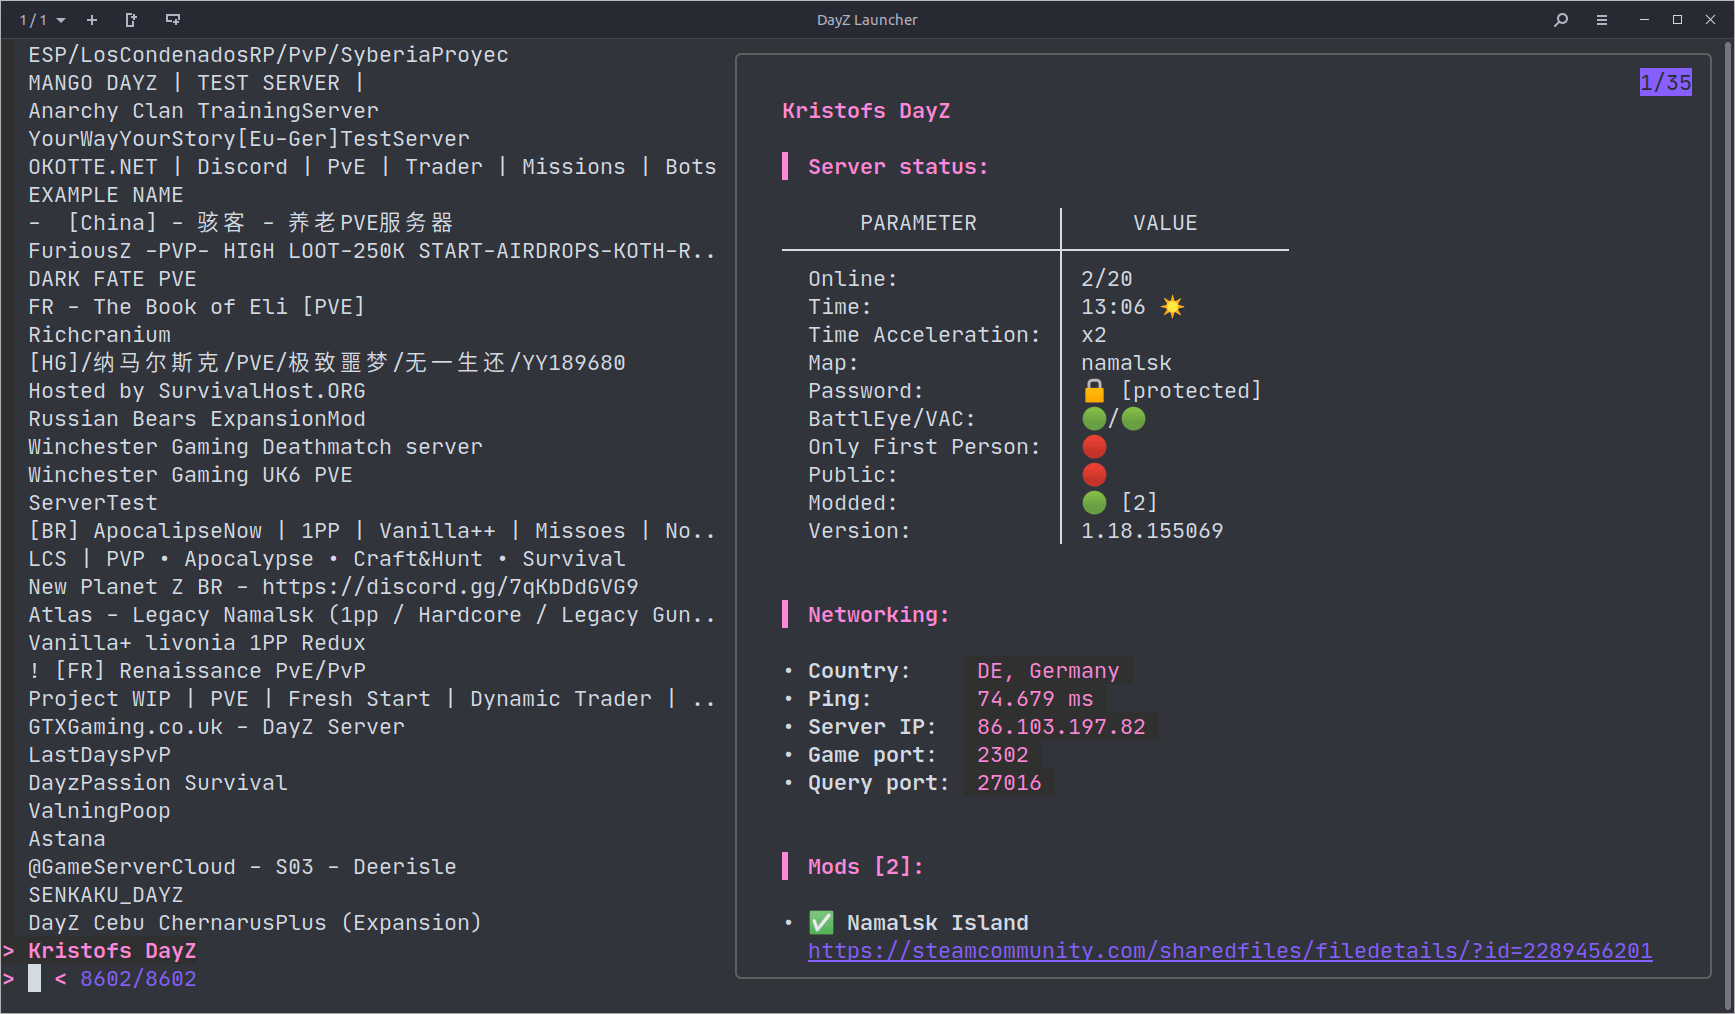 1/1
DayZ Launcher
ESP/LosCondenadosRP/PvP/SyberiaProyec
MANGO DAYZ | TEST SERVER |
Anarchy Clan TrainingServer
YourWayYourStory[Eu-Ger]TestServer
OKOTTE.NET | Discord | PvE | Trader | Missions | Bots
EXAMPLE NAME
-  [China] - 骇客 - 养老PVE服务器
FuriousZ -PVP- HIGH LOOT-250K START-AIRDROPS-KOTH-R..
DARK FATE PVE
FR - The Book of Eli [PVE]
Richcranium
[HG]/纳马尔斯克/PVE/极致噩梦/无一生还/YY189680
Hosted by SurvivalHost.ORG
Russian Bears ExpansionMod
Winchester Gaming Deathmatch server
Winchester Gaming UK6 PVE
ServerTest
[BR] ApocalipseNow | 1PP | Vanilla++ | Missoes | No..
LCS | PVP • Apocalypse • Craft&Hunt • Survival
New Planet Z BR - https://discord.gg/7qKbDdGVG9
Atlas - Legacy Namalsk (1pp / Hardcore / Legacy Gun..
Vanilla+ livonia 1PP Redux
! [FR] Renaissance PvE/PvP
Project WIP | PVE | Fresh Start | Dynamic Trader | ..
GTXGaming.co.uk - DayZ Server
LastDaysPvP
DayzPassion Survival
ValningPoop
Astana
@GameServerCloud - S03 - Deerisle
SENKAKU_DAYZ
DayZ Cebu ChernarusPlus (Expansion)
> Kristofs DayZ
> < 8602/8602
1/35
Kristofs DayZ
Server status:
PARAMETER VALUE
Online: 2/20
Time: 13:06
Time Acceleration: x2
Map: namalsk
Password: [protected]
BattlEye/VAC: /
Only First Person:
Public:
Modded: [2]
Version: 1.18.155069
Networking:
• Country: DE, Germany
• Ping: 74.679 ms
• Server IP: 86.103.197.82
• Game port: 2302
• Query port: 27016
Mods [2]:
• ✅ Namalsk Island
https://steamcommunity.com/sharedfiles/filedetails/?id=2289456201